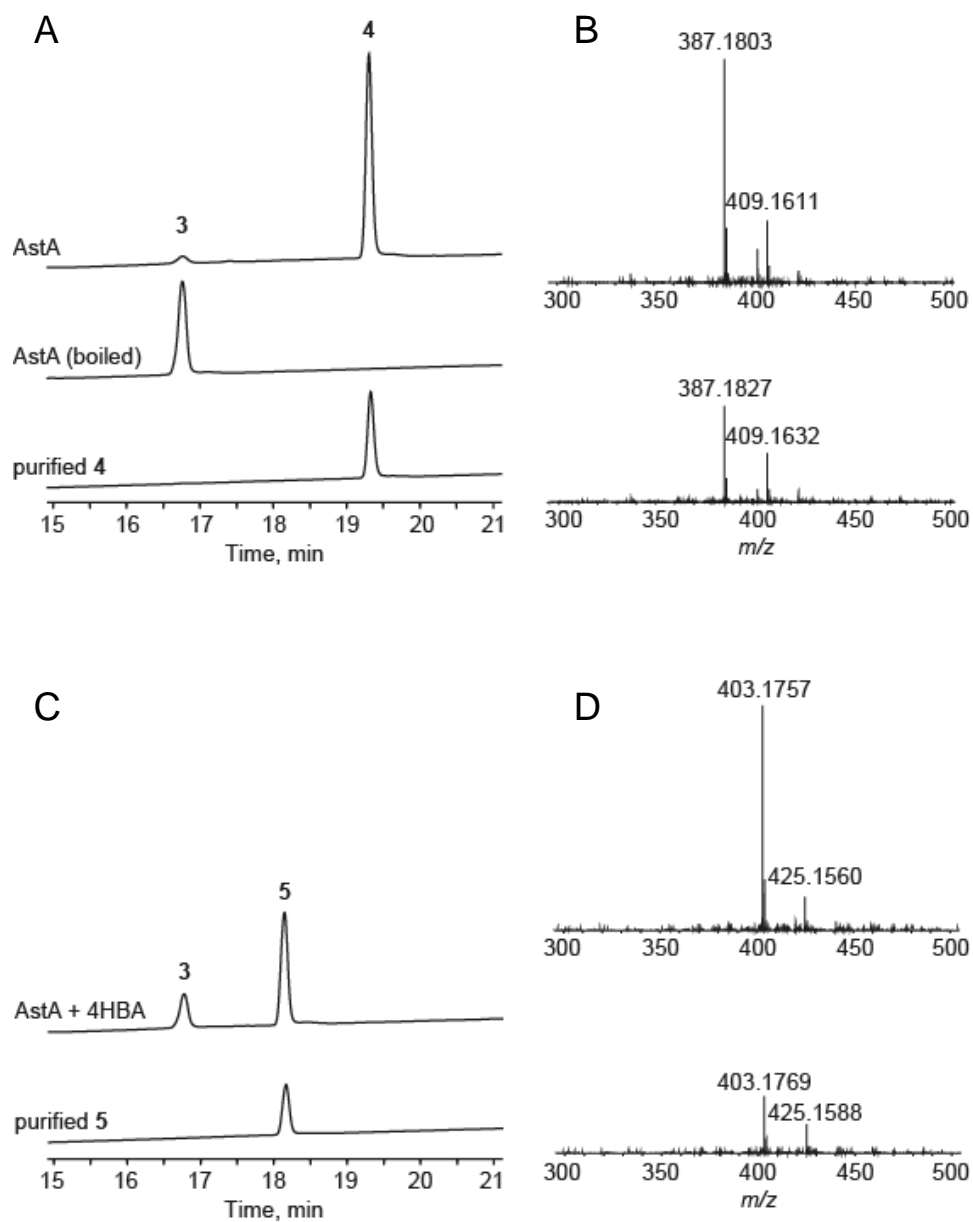 A
4
3
AstA
AstA (boiled)
purified 4
15 16 17 18 19 20 21
Time, min
B
387.1803
409.1611
300 350 400 450 500
387.1827
409.1632
300 350 400 450 500
m/z
C
5
3
AstA + 4HBA
purified 5
15 16 17 18 19 20 21
Time, min
D
403.1757
425.1560
300 350 400 450 500
403.1769
425.1588
300 350 400 450 500
m/z